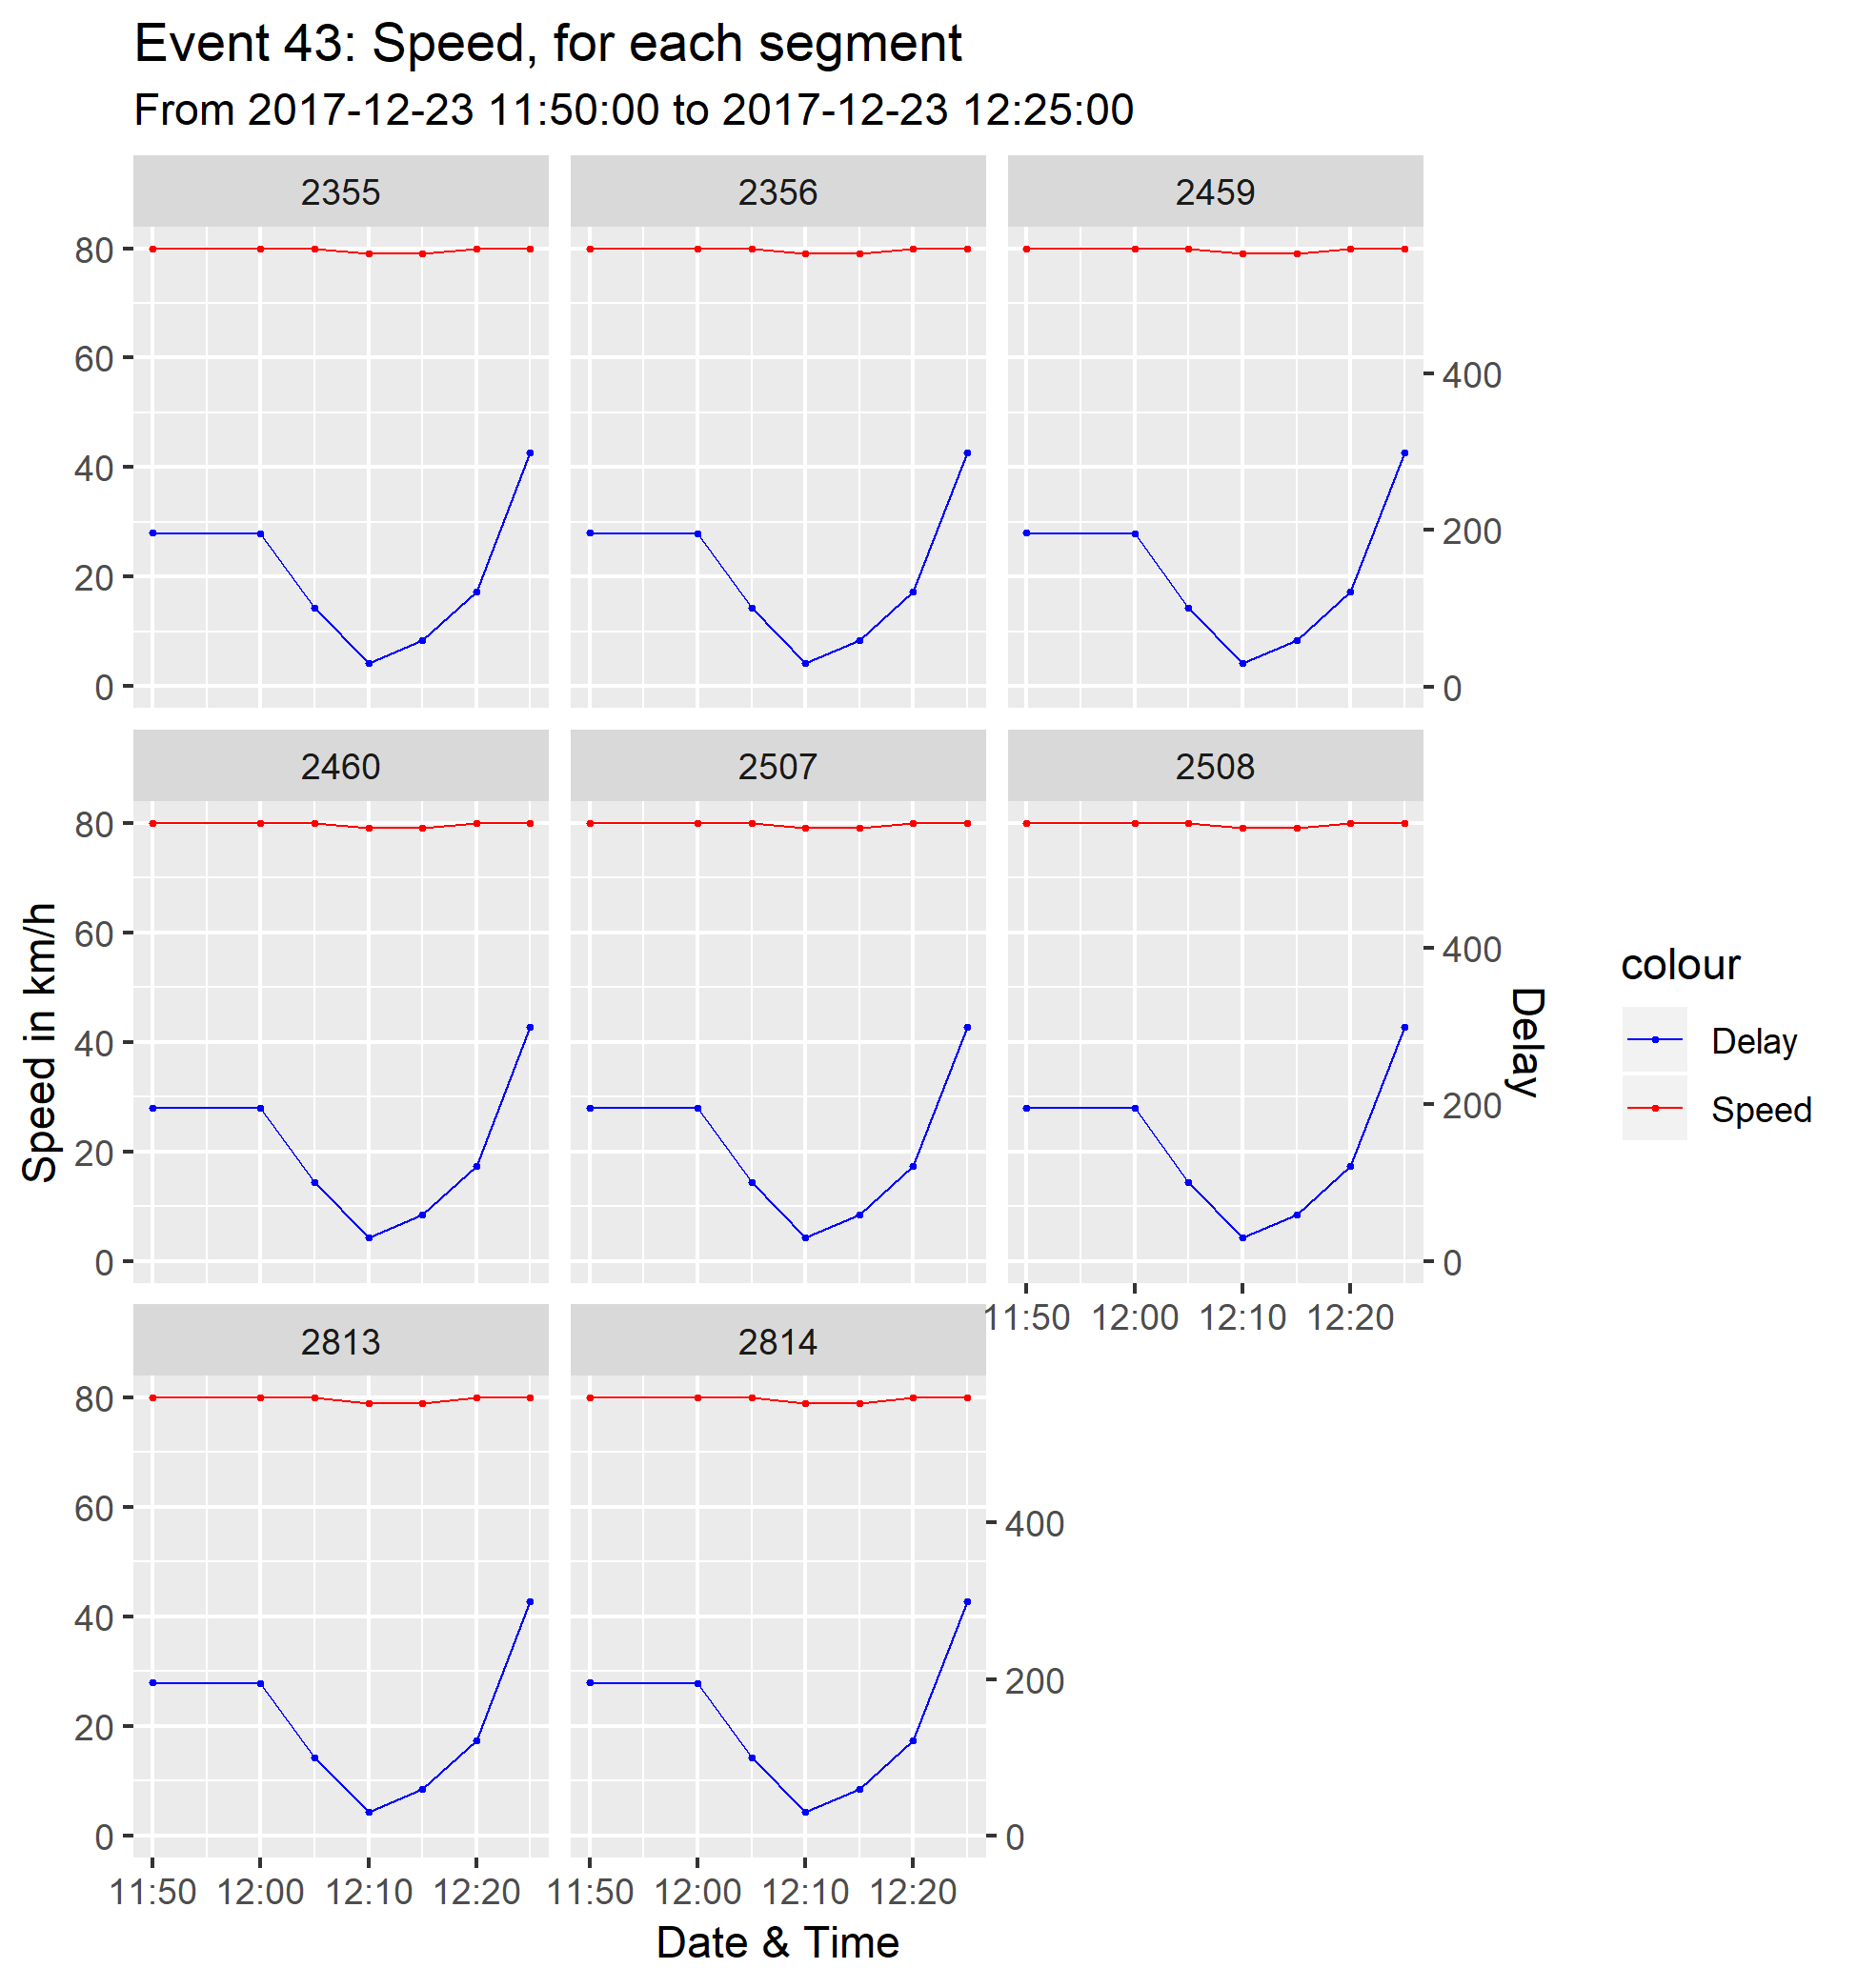 Event 43: Speed, for each segment
From 2017-12-23 11:50:00 to 2017-12-23 12:25:00
2355 2356 2459
80
60
40
20
0
400
200
0
2460 2507 2508
80
60
40
20
0
400
200
0
11:50 12:00 12:10 12:20
2813 2814
80
60
40
20
0
400
200
0
11:50 12:00 12:10 12:20 11:50 12:00 12:10 12:20
Date & Time
Speed in km/h
Delay
colour
Delay
Speed